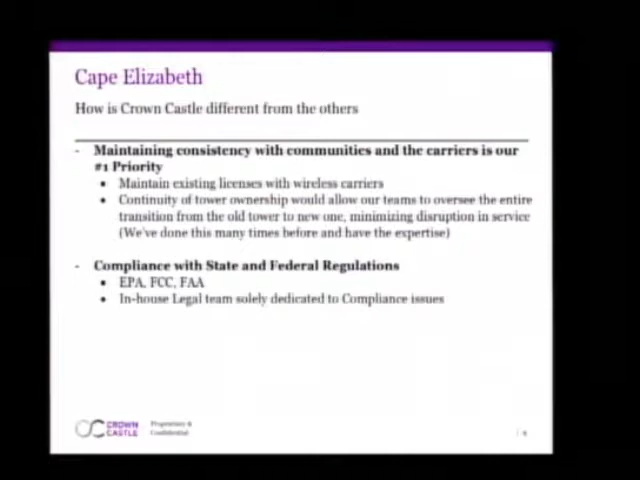 Cape Elizabeth
How is Crown Castle different from the others
- Maintaining consistency with communities and the carriers is our
#1 Priority
• Maintain existing licenses with wireless carriers
• Continuity of tower ownership would allow our teams to oversee the entire
transition from the old tower to new one, minimizing disruption in service
(We've done this many times before and have the expertise)
- Compliance with State and Federal Regulations
• EPA, FCC, FAA
• In-house Legal team solely dedicated to Compliance issues
CROWN
CASTLE
Proprietary &
Confidential